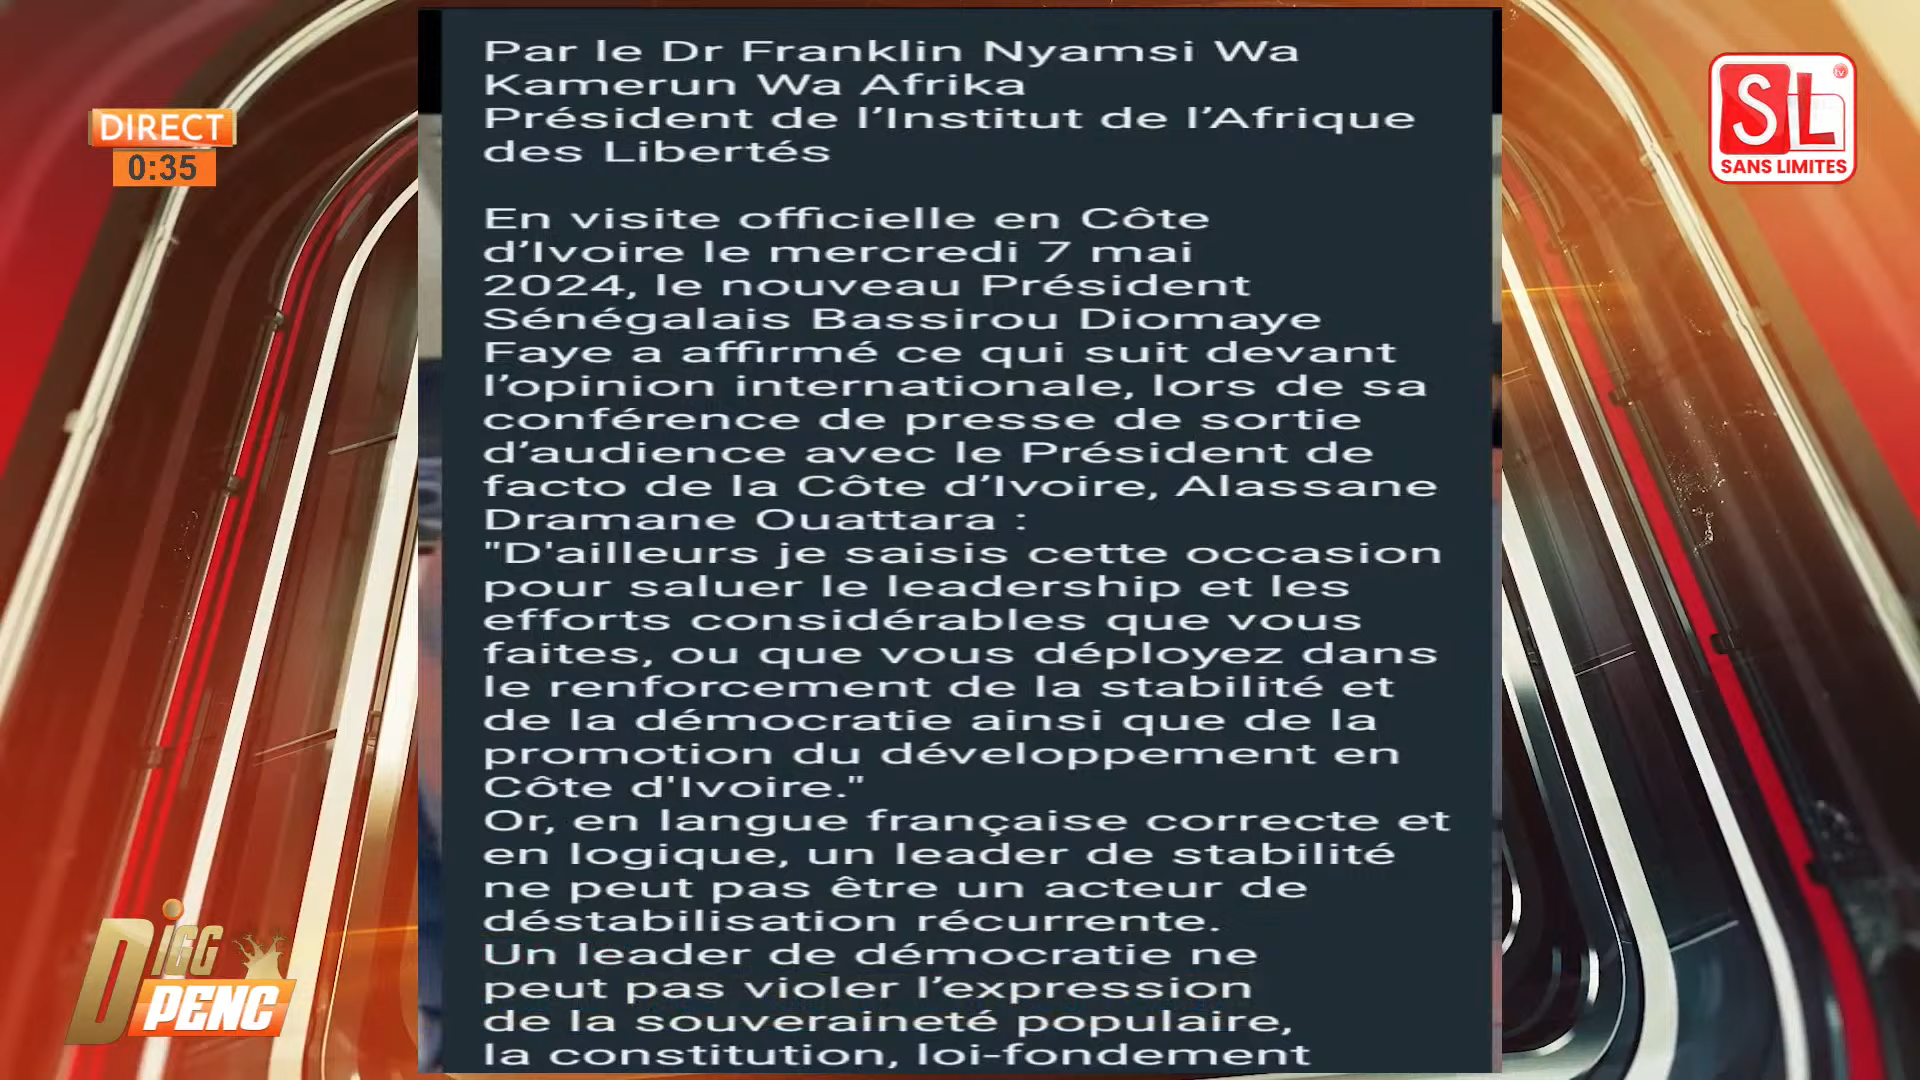 DIRECT
0:35
SL tv
SANS LIMITES
Par le Dr Franklin Nyamsi Wa
Kamerun Wa Afrika
Président de l’Institut de l’Afrique
des Libertés
En visite officielle en Côte
d’Ivoire le mercredi 7 mai
2024, le nouveau Président
Sénégalais Bassirou Diomaye
Faye a affirmé ce qui suit devant
l’opinion internationale, lors de sa
conférence de presse de sortie
d’audience avec le Président de
facto de la Côte d’Ivoire, Alassane
Dramane Ouattara :
"D'ailleurs je saisis cette occasion
pour saluer le leadership et les
efforts considérables que vous
faites, ou que vous déployez dans
le renforcement de la stabilité et
de la démocratie ainsi que de la
promotion du développement en
Côte d'Ivoire."
Or, en langue française correcte et
en logique, un leader de stabilité
ne peut pas être un acteur de
déstabilisation récurrente.
Un leader de démocratie ne
peut pas violer l’expression
de la souveraineté populaire,
la constitution, loi-fondement
DIGG
PENC